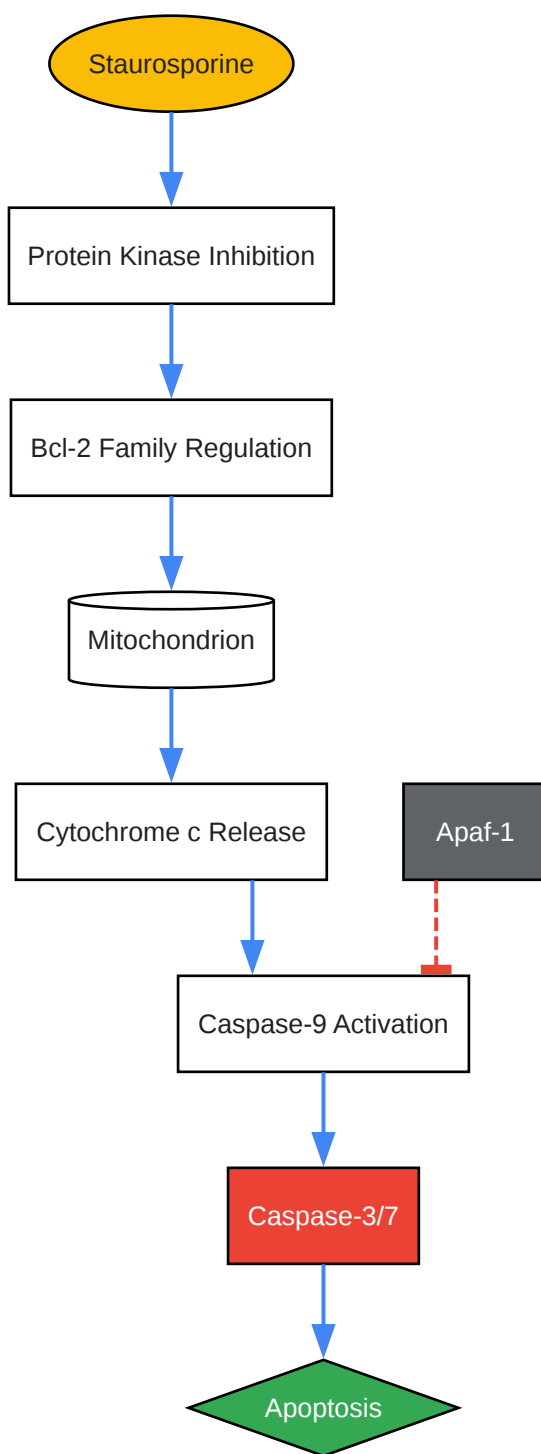 Staurosporine
Protein Kinase Inhibition
Bcl-2 Family Regulation
Mitochondrion
Cytochrome c Release
Apaf-1
Caspase-9 Activation
Caspase-3/7
Apoptosis